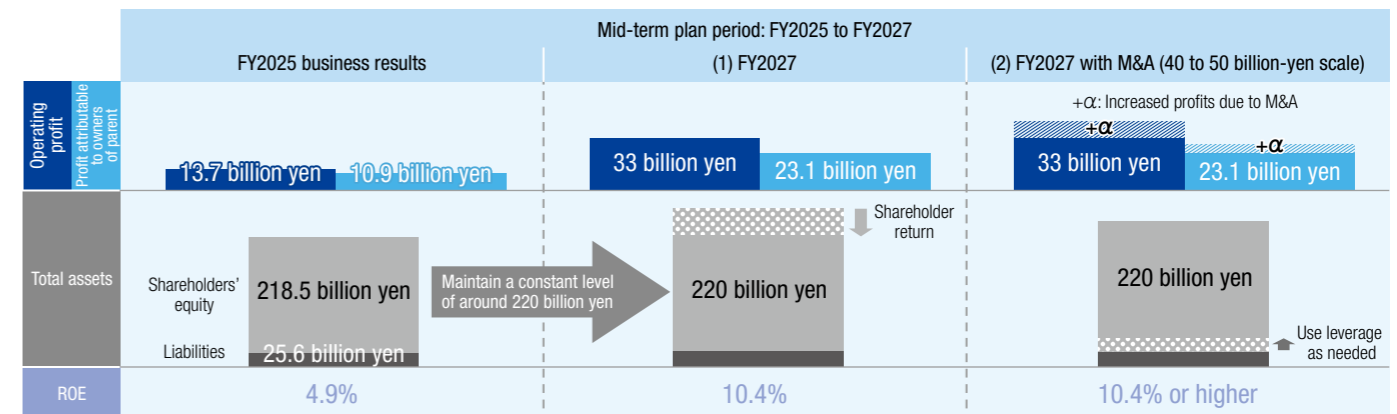 Mid-term plan period: FY2025 to FY2027
FY2025 business results
(1) FY2027
(2) FY2027 with M&A (40 to 50 billion-yen scale)
Operating
profit
Profit attributable
to owners
of parent
13.7 billion yen
10.9 billion yen
33 billion yen
23.1 billion yen
+α: Increased profits due to M&A
+α
+α
33 billion yen
23.1 billion yen
Total assets
Shareholders'
equity
218.5 billion yen
Liabilities
25.6 billion yen
Maintain a constant level
of around 220 billion yen
Shareholder
return
220 billion yen
220 billion yen
Use leverage
as needed
ROE
4.9%
10.4%
10.4% or higher